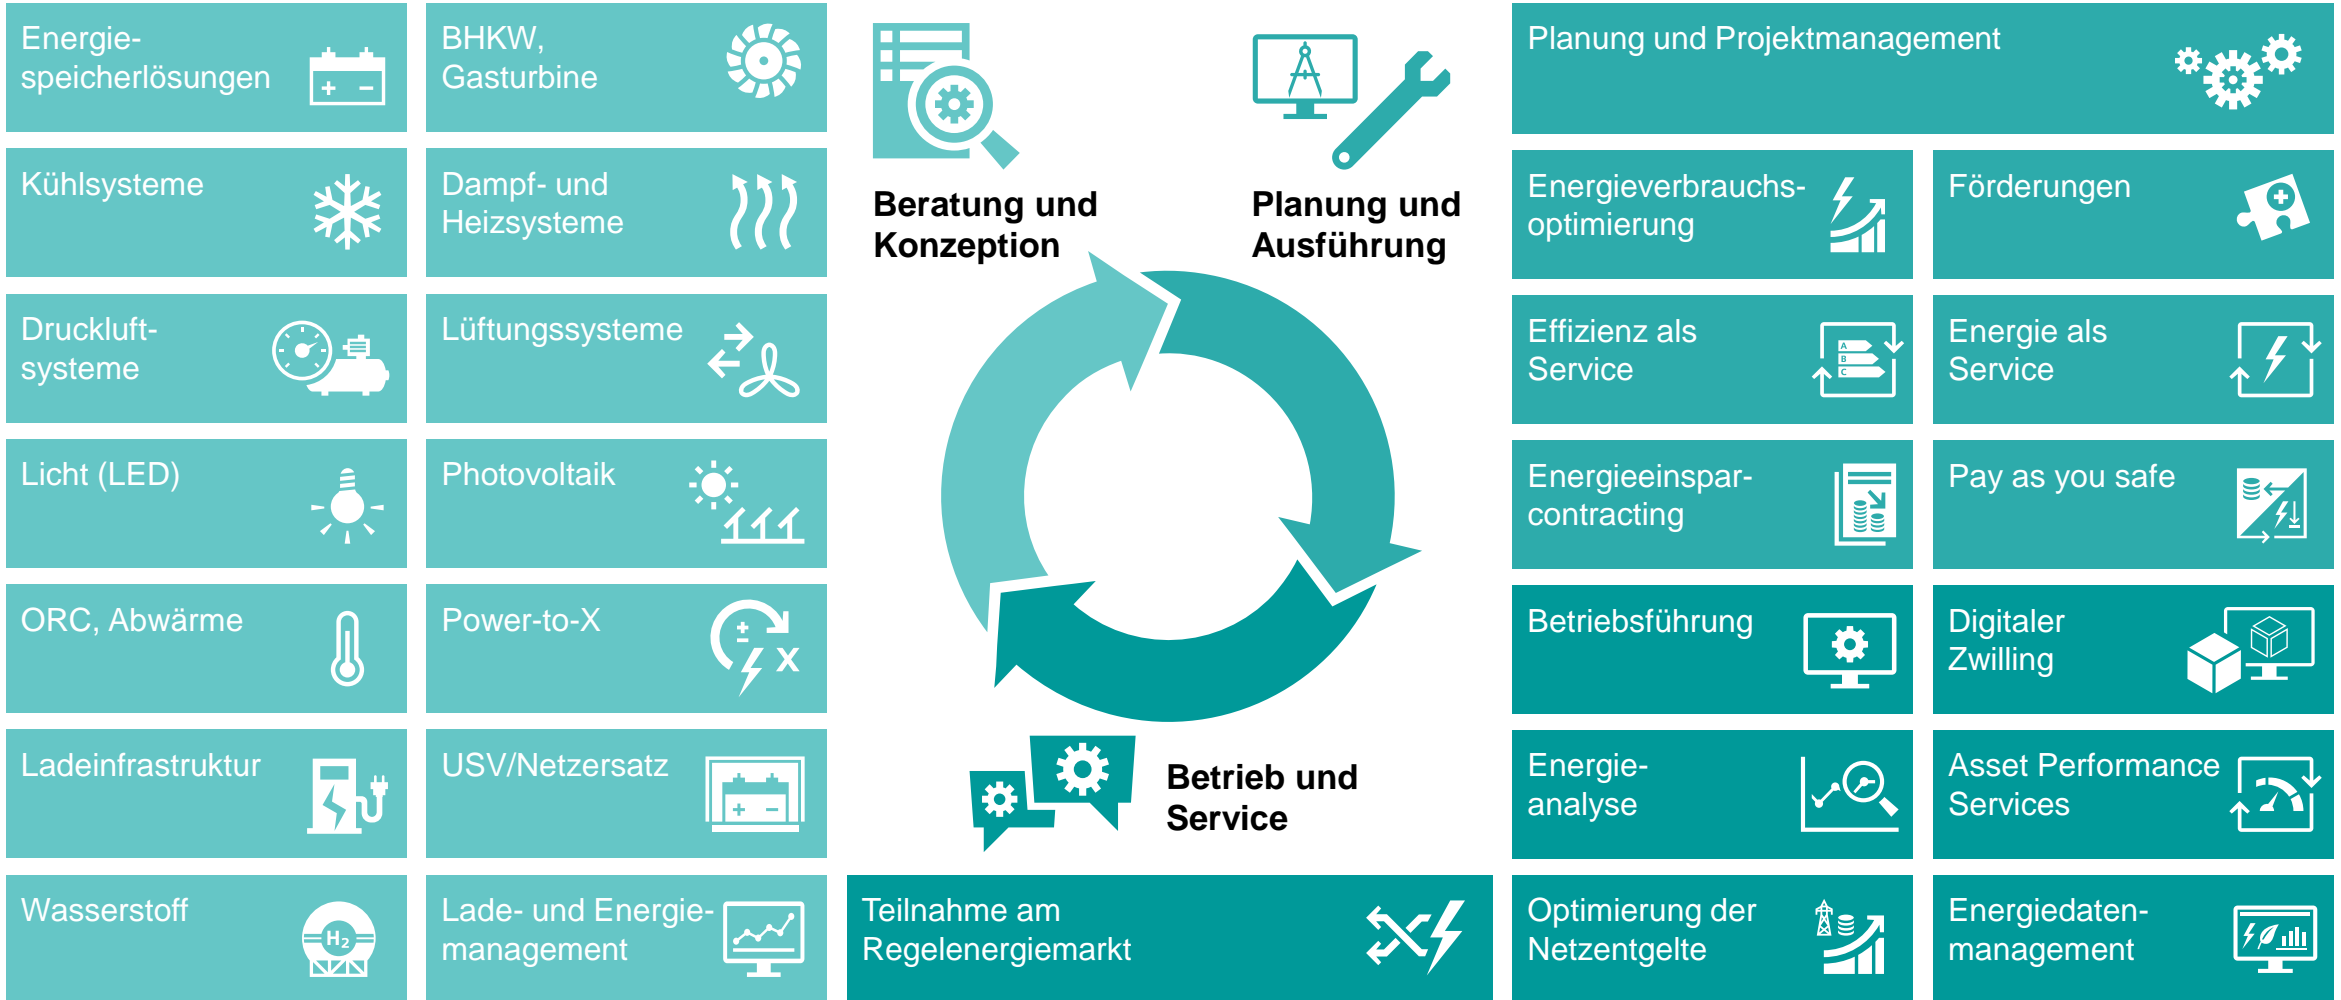 Energie-
speicherlösungen
BHKW,
Gasturbine
Kühlsysteme
Dampf- und
Heizsysteme
Druckluft-
systeme
Lüftungssysteme
Licht (LED)
Photovoltaik
ORC, Abwärme
Power-to-X
X
Ladeinfrastruktur
USV/Netzersatz
Wasserstoff
H2
Lade- und Energie-
management
Beratung und
Konzeption
Planung und
Ausführung
Betrieb und
Service
Teilnahme am
Regelenergiemarkt
Planung und Projektmanagement
Energieverbrauchs-
optimierung
Förderungen
Effizienz als
Service
A
B
C
Energie als
Service
Energieeinspar-
contracting
Pay as you safe
Betriebsführung
Digitaler
Zwilling
Energie-
analyse
Asset Performance
Services
Optimierung der
Netzentgelte
Energiedaten-
management